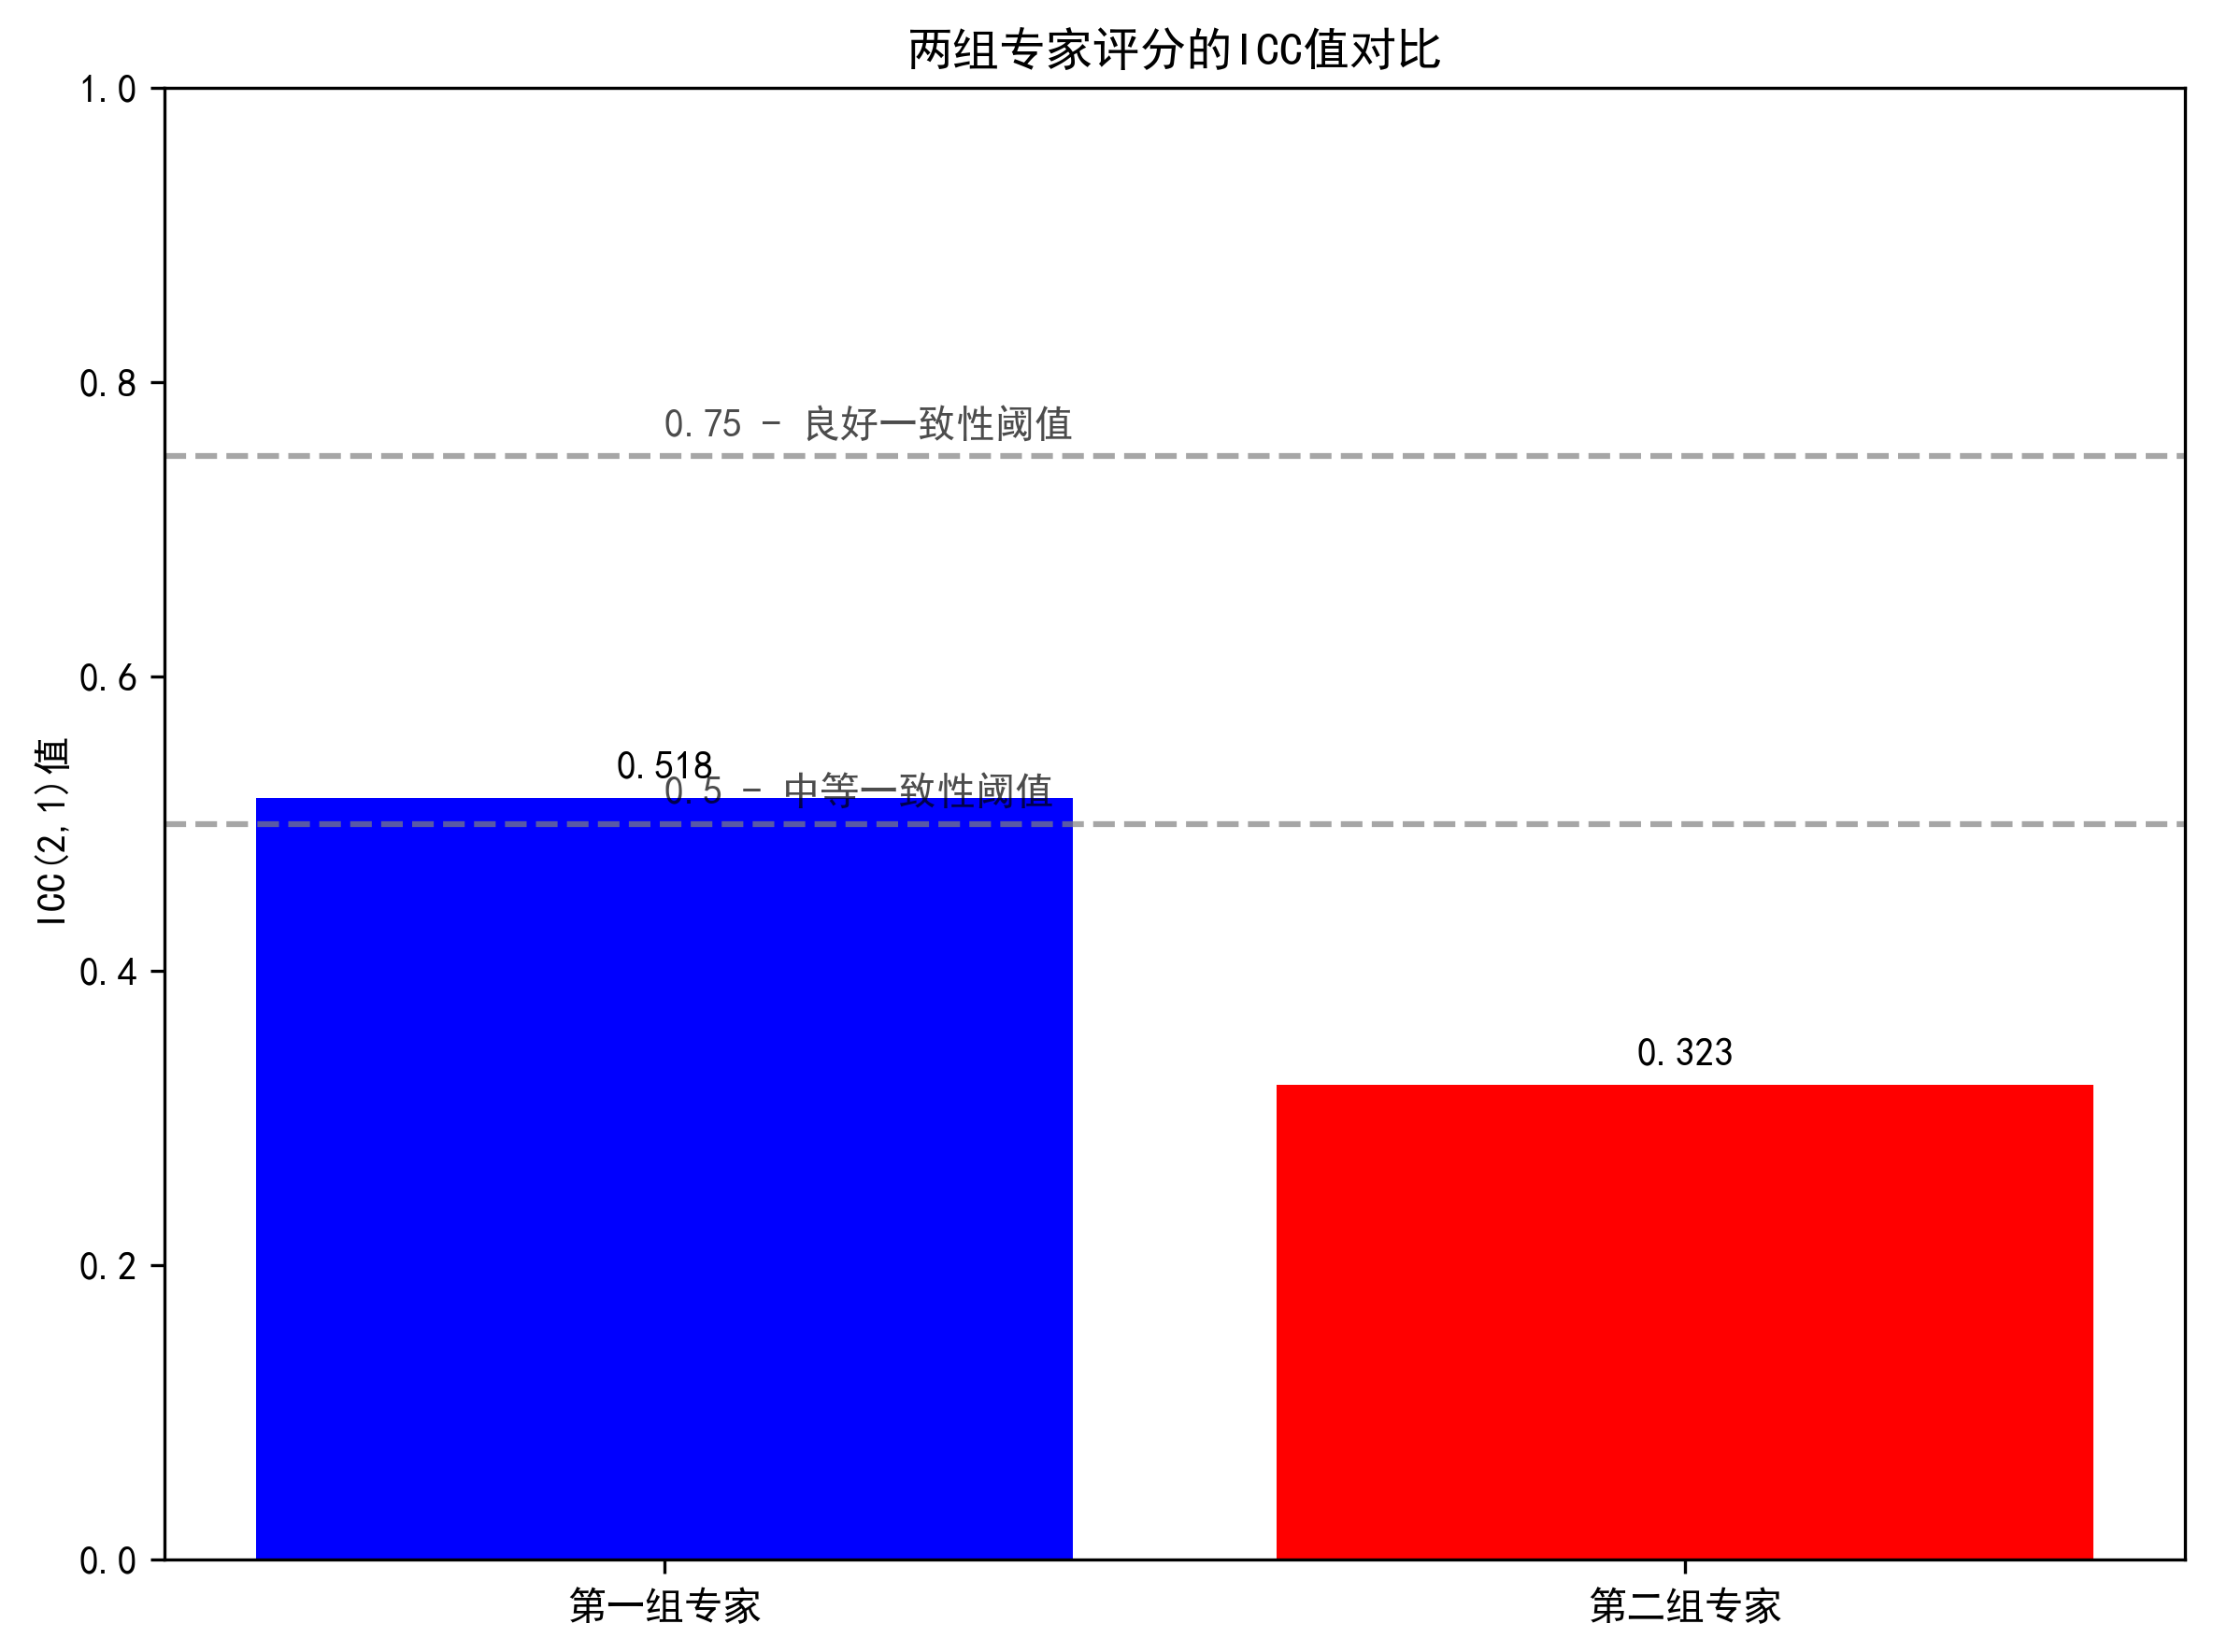 两组专家评分的ICC值对比
1.0
0.8
0.75 - 良好一致性阈值
0.6
0.518
0.5 - 中等一致性阈值
ICC(2,1)值
0.4
0.323
0.2
0.0
第一组专家
第二组专家